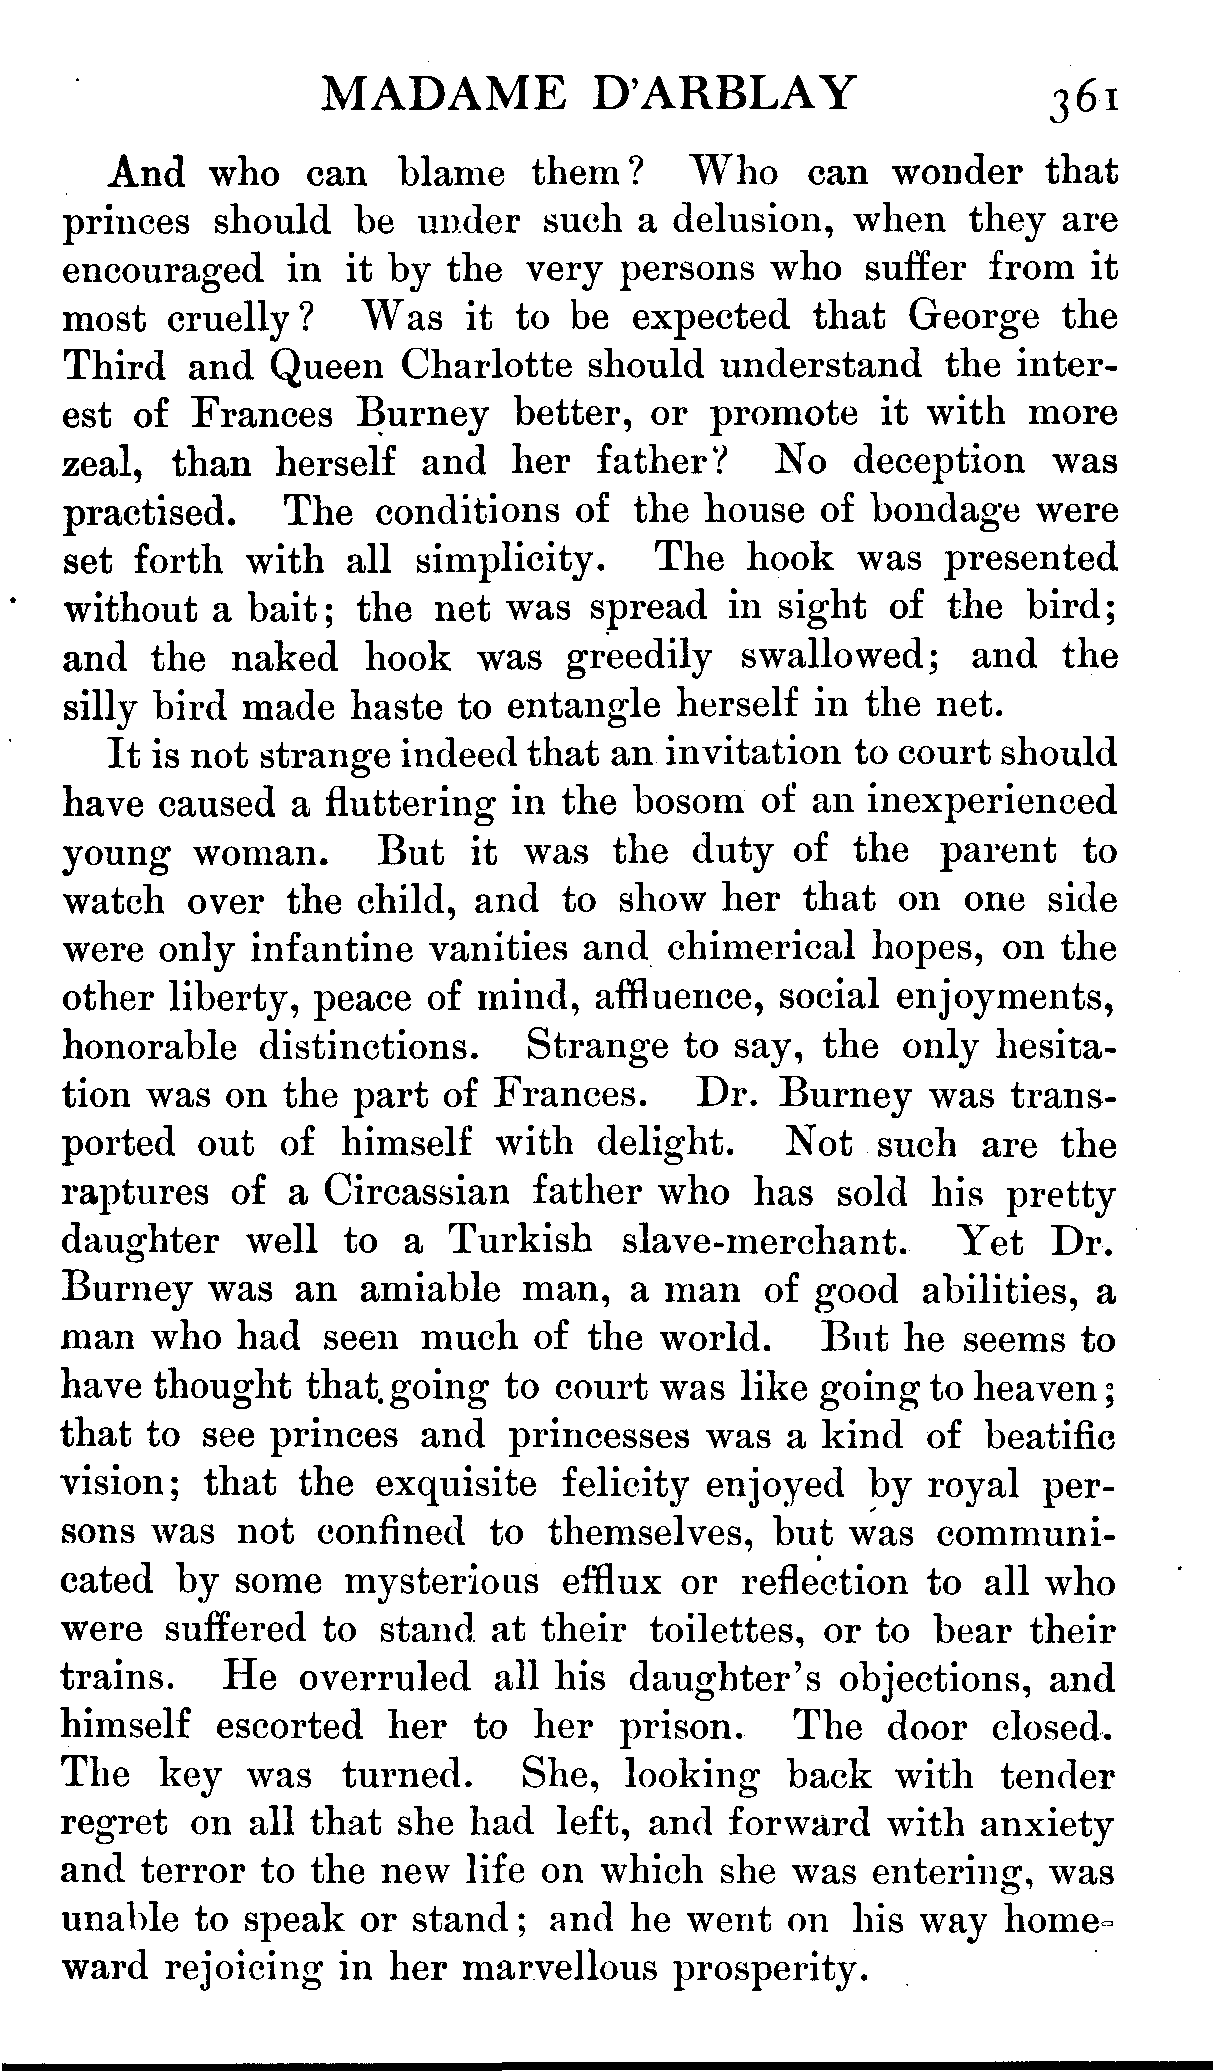 MADAME D'ARBLAY 361
And who can blame them? Who can wonder that
princes should be under such a delusion, when they are
encouraged in it by the very persons who suffer from it
most cruelly? Was it to be expected that George the
Third and Queen Charlotte should understand the inter-
est of Frances Burney better, or promote it with more
zeal, than herself and her father? No deception was
practised. The conditions of the house of bondage were
set forth with all simplicity. The hook was presented
without a bait; the net was spread in sight of the bird;
and the naked hook was greedily swallowed; and the
silly bird made haste to entangle herself in the net.
It is not strange indeed that an invitation to court should
have caused a fluttering in the bosom of an inexperienced
young woman. But it was the duty of the parent to
watch over the child, and to show her that on one side
were only infantine vanities and chimerical hopes, on the
other liberty, peace of mind, affluence, social enjoyments,
honorable distinctions. Strange to say, the only hesita-
tion was on the part of Frances. Dr. Burney was trans-
ported out of himself with delight. Not such are the
raptures of a Circassian father who has sold his pretty
daughter well to a Turkish slave-merchant. Yet Dr.
Burney was an amiable man, a man of good abilities, a
man who had seen much of the world. But he seems to
have thought that going to court was like going to heaven;
that to see princes and princesses was a kind of beatific
vision; that the exquisite felicity enjoyed by royal per-
sons was not confined to themselves, but was communi-
cated by some mysterious efflux or reflection to all who
were suffered to stand at their toilettes, or to bear their
trains. He overruled all his daughter's objections, and
himself escorted her to her prison. The door closed.
The key was turned. She, looking back with tender
regret on all that she had left, and forward with anxiety
and terror to the new life on which she was entering, was
unable to speak or stand; and he went on his way home-
ward rejoicing in her marvellous prosperity.